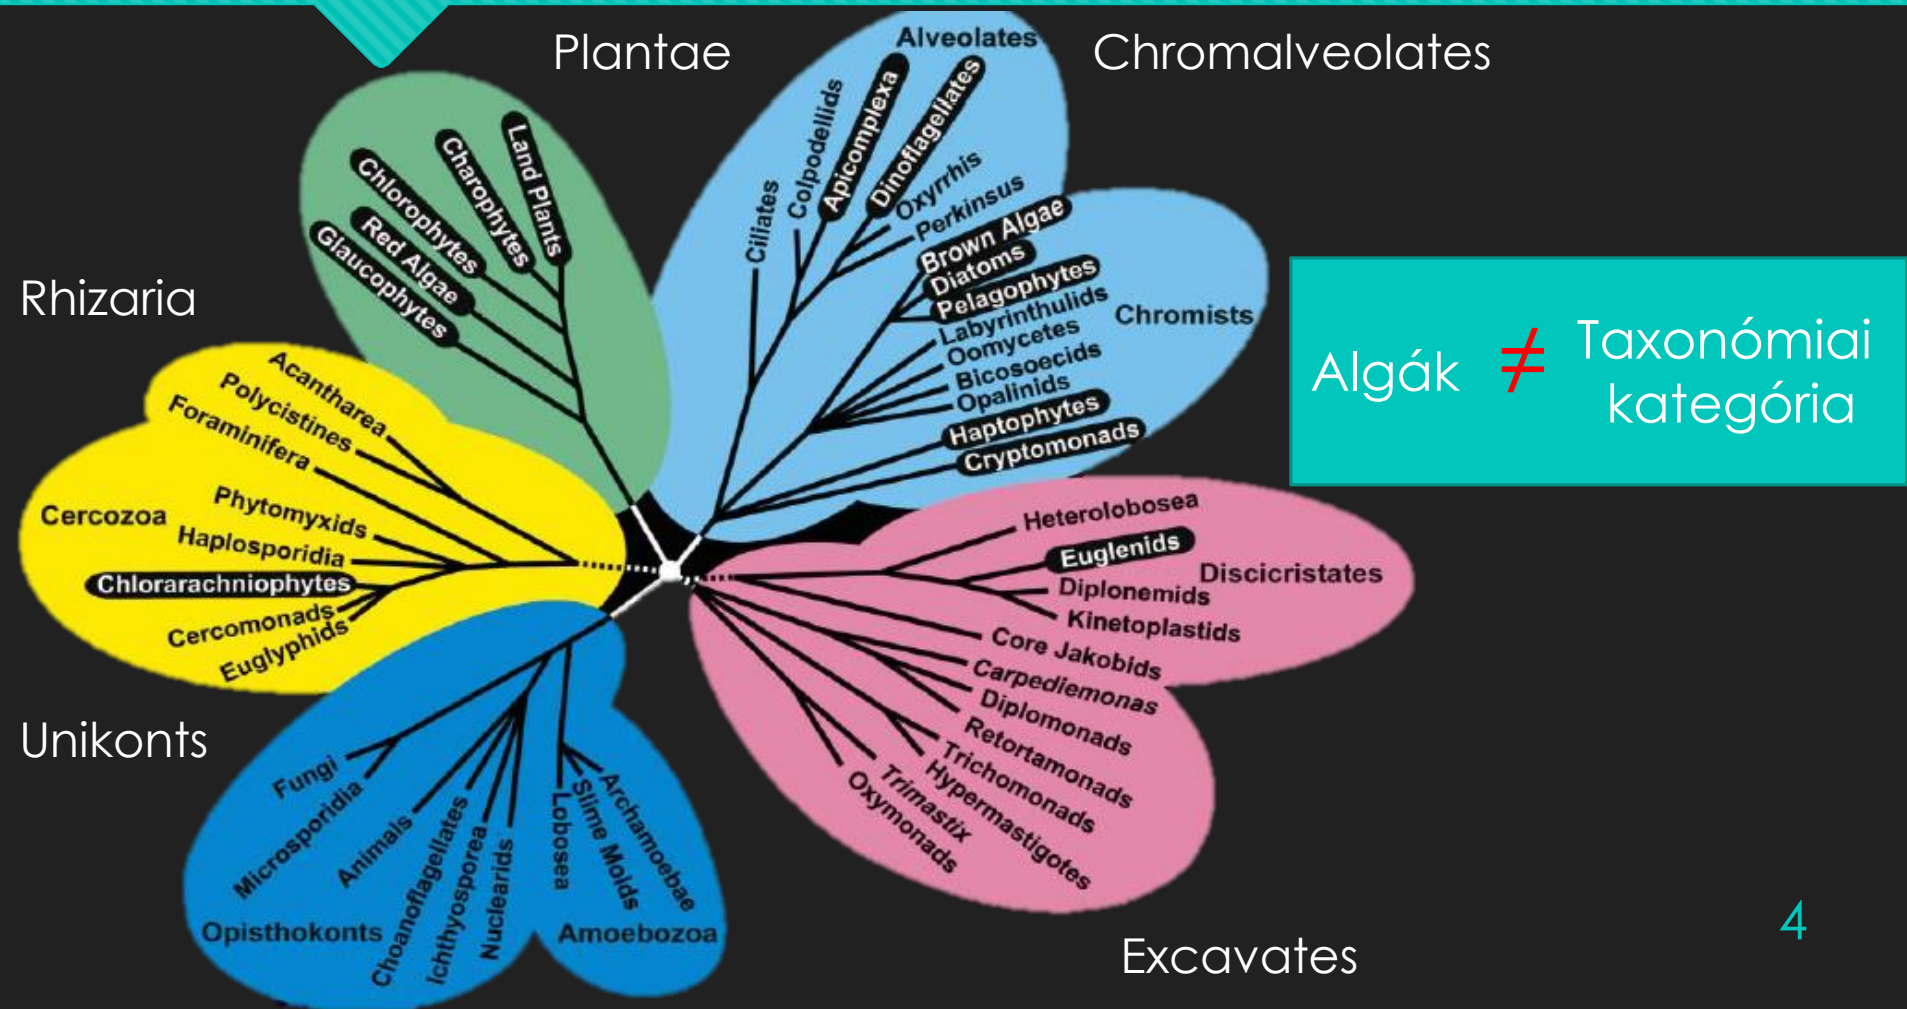 Plantae
Chromalveolates
Rhizaria
Unikonts
Excavates
Algák ≠ Taxonómiai
kategória
4
Glaucophytes
Red Algae
Chlorophytes
Charophytes
Land Plants
Alveolates
Ciliates
Colpodellids
Apicomplexa
Dinoflagellates
Oxyrrhis
Perkinsus
Brown Algae
Diatoms
Pelagophytes
Labyrinthulids
Oomycetes
Bicosoecids
Opalinids
Haptophytes
Cryptomonads
Chromists
Heterolobosea
Euglenids
Discicristates
Diplonemids
Kinetoplastids
Core Jakobids
Carpediemonas
Diplomonads
Retortamonads
Trichomonads
Hypermastigotes
Trimastix
Oxymonads
Acantharea
Polycistines
Foraminifera
Cercozoa
Phytomyxids
Haplosporidia
Chlorarachniophytes
Cercomonads
Euglyphids
Fungi
Microsporidia
Animals
Choanoflagellates
Ichthyosporea
Nuclearids
Opisthokonts
Lobosea
Slime Molds
Archamoebae
Amoebozoa